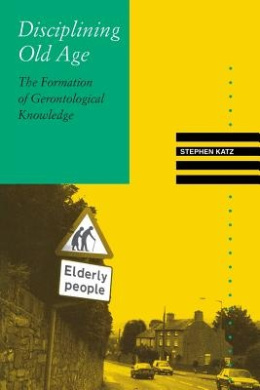 Disciplining
Old Age
The Formation
of Gerontological
Knowledge
STEPHEN KATZ
Elderly
people